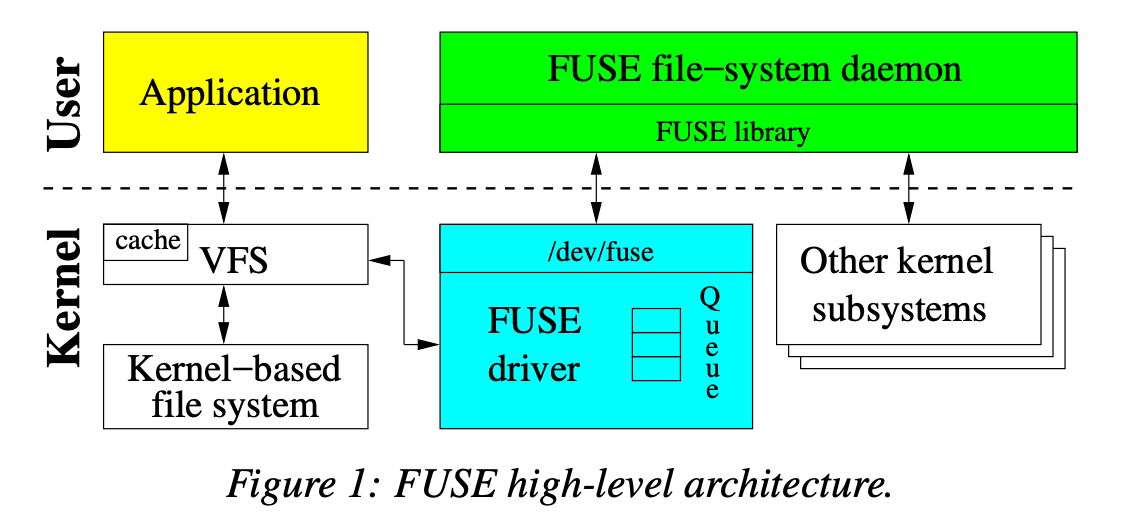 User
Application
FUSE file−system daemon
FUSE library
Kernel
cache
VFS
Kernel−based
file system
/dev/fuse
FUSE
driver
Queue
Other kernel
subsystems
Figure 1: FUSE high-level architecture.